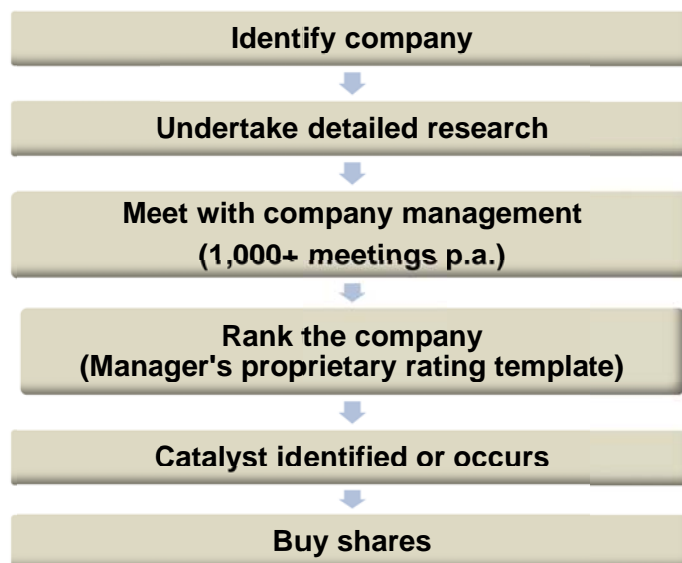 Identify company
Undertake detailed research
Meet with company management
(1,000+ meetings p.a.)
Rank the company
(Manager's proprietary rating template)
Catalyst identified or occurs
Buy shares